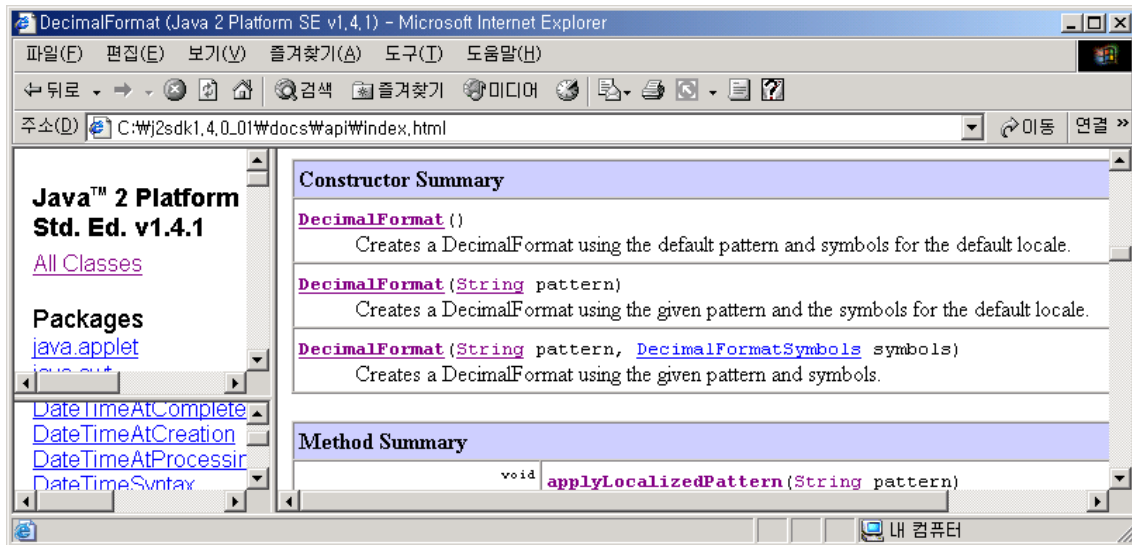 DecimalFormat (Java 2 Platform SE v1.4.1) - Microsoft Internet Explorer
파일(F) 편집(E) 보기(V) 즐겨찾기(A) 도구(T) 도움말(H)
뒤로 검색 즐겨찾기 미디어
주소(D) C:₩j2sdk1.4.0_01₩docs₩api₩index.html 이동 연결 »
Java™ 2 Platform
Std. Ed. v1.4.1
All Classes
Packages
java.applet
java.awt
DateTimeAtComplete
DateTimeAtCreation
DateTimeAtProcessin
DateTimeSyntax
Constructor Summary
DecimalFormat()
Creates a DecimalFormat using the default pattern and symbols for the default locale.
DecimalFormat(String pattern)
Creates a DecimalFormat using the given pattern and the symbols for the default locale.
DecimalFormat(String pattern, DecimalFormatSymbols symbols)
Creates a DecimalFormat using the given pattern and symbols.
Method Summary
void applyLocalizedPattern(String pattern)
내 컴퓨터